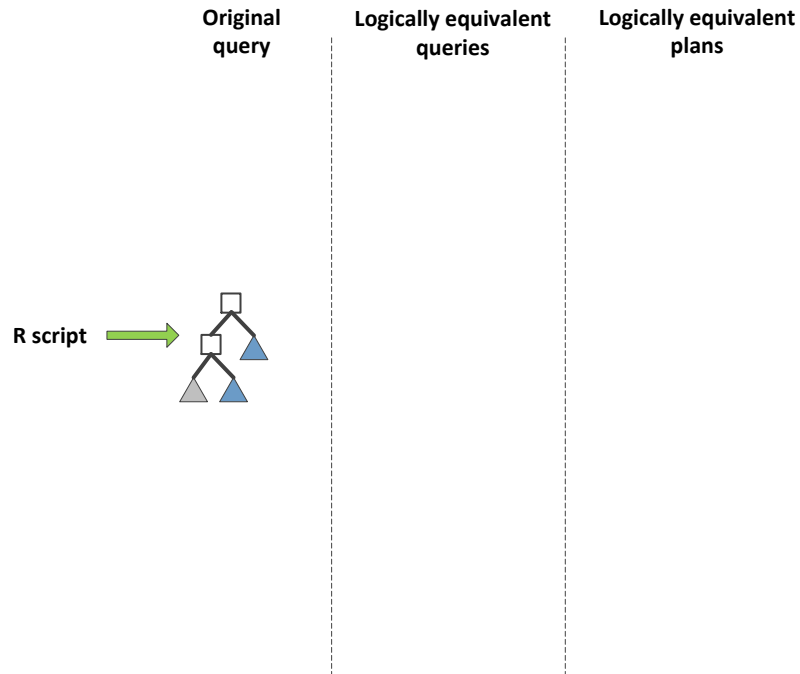 Original
query
Logically equivalent
queries
Logically equivalent
plans
R script